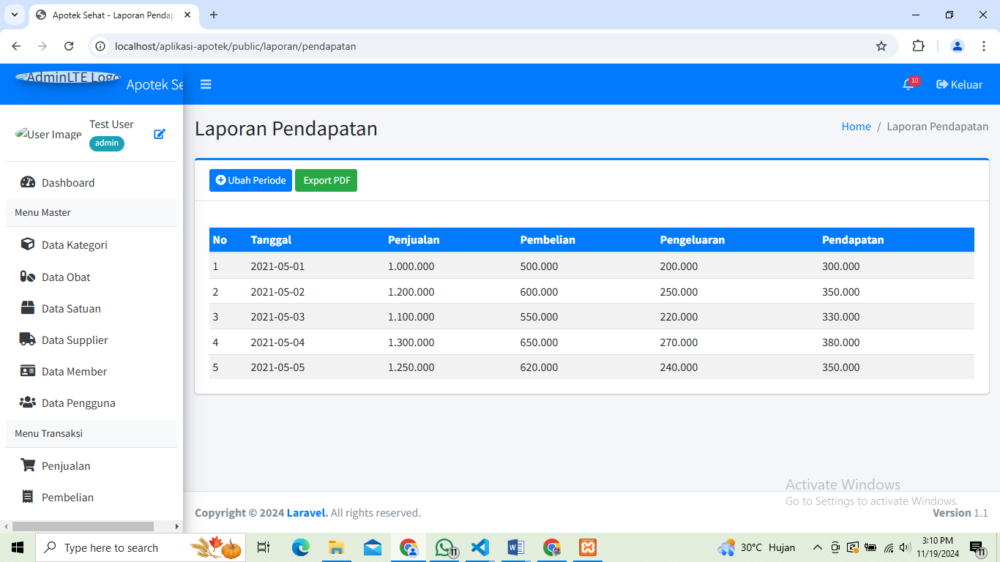 Apotek Sehat - Laporan Pendap
localhost/aplikasi-apotek/public/laporan/pendapatan
AdminLTE Logo
Apotek Se
10
Keluar
User Image
Test User
admin
Laporan Pendapatan
Home / Laporan Pendapatan
Dashboard
Menu Master
Data Kategori
Data Obat
Data Satuan
Data Supplier
Data Member
Data Pengguna
Menu Transaksi
Penjualan
Pembelian
Ubah Periode
Export PDF
No Tanggal Penjualan Pembelian Pengeluaran Pendapatan
1 2021-05-01 1.000.000 500.000 200.000 300.000
2 2021-05-02 1.200.000 600.000 250.000 350.000
3 2021-05-03 1.100.000 550.000 220.000 330.000
4 2021-05-04 1.300.000 650.000 270.000 380.000
5 2021-05-05 1.250.000 620.000 240.000 350.000
Activate Windows
Go to Settings to activate Windows.
Copyright © 2024 Laravel. All rights reserved.
Version 1.1
Type here to search
11
30°C Hujan
3:10 PM
11/19/2024
11